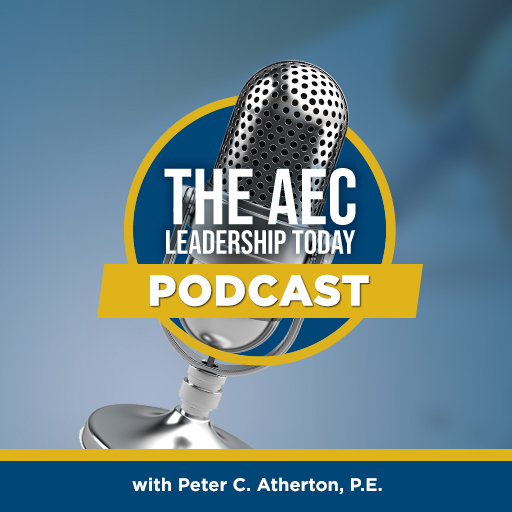 THE AEC
LEADERSHIP TODAY
PODCAST
with Peter C. Atherton, P.E.